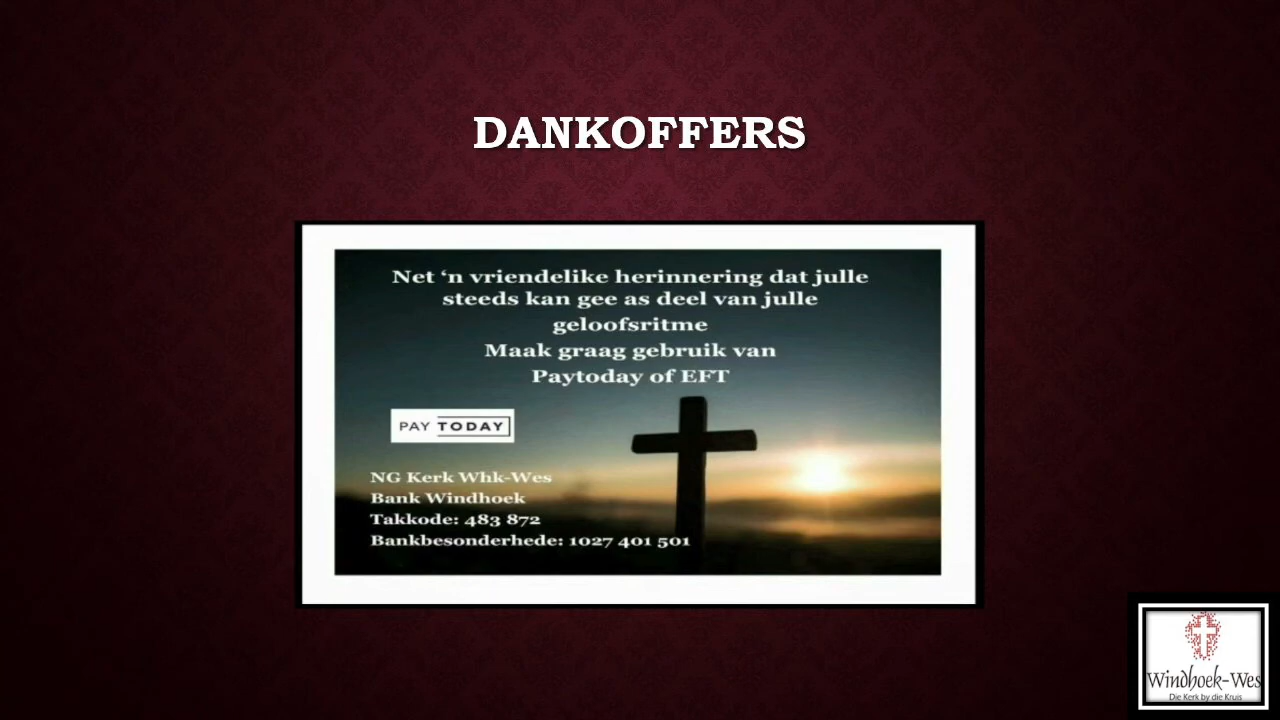 DANKOFFERS
Net ‘n vriendelike herinnering dat julle
steeds kan gee as deel van julle
geloofsritme
Maak graag gebruik van
Paytoday of EFT
PAY TODAY
NG Kerk Whk-Wes
Bank Windhoek
Takkode: 483 872
Bankbesonderhede: 1027 401 501
Windhoek-Wes
Die Kerk by die Kruis